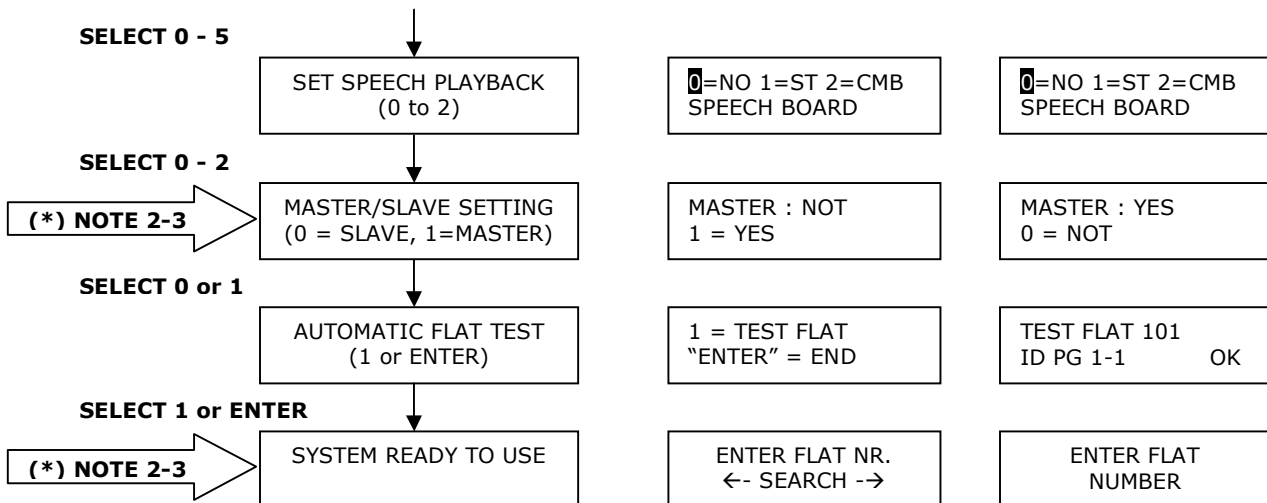 SELECT 0 - 5
SET SPEECH PLAYBACK
(0 to 2)
0=NO 1=ST 2=CMB
SPEECH BOARD
0=NO 1=ST 2=CMB
SPEECH BOARD
SELECT 0 - 2
(*) NOTE 2-3
MASTER/SLAVE SETTING
(0 = SLAVE, 1=MASTER)
MASTER : NOT
1 = YES
MASTER : YES
0 = NOT
SELECT 0 or 1
AUTOMATIC FLAT TEST
(1 or ENTER)
1 = TEST FLAT
“ENTER” = END
TEST FLAT 101
ID PG 1-1 OK
SELECT 1 or ENTER
(*) NOTE 2-3
SYSTEM READY TO USE
ENTER FLAT NR.
←- SEARCH -→
ENTER FLAT
NUMBER